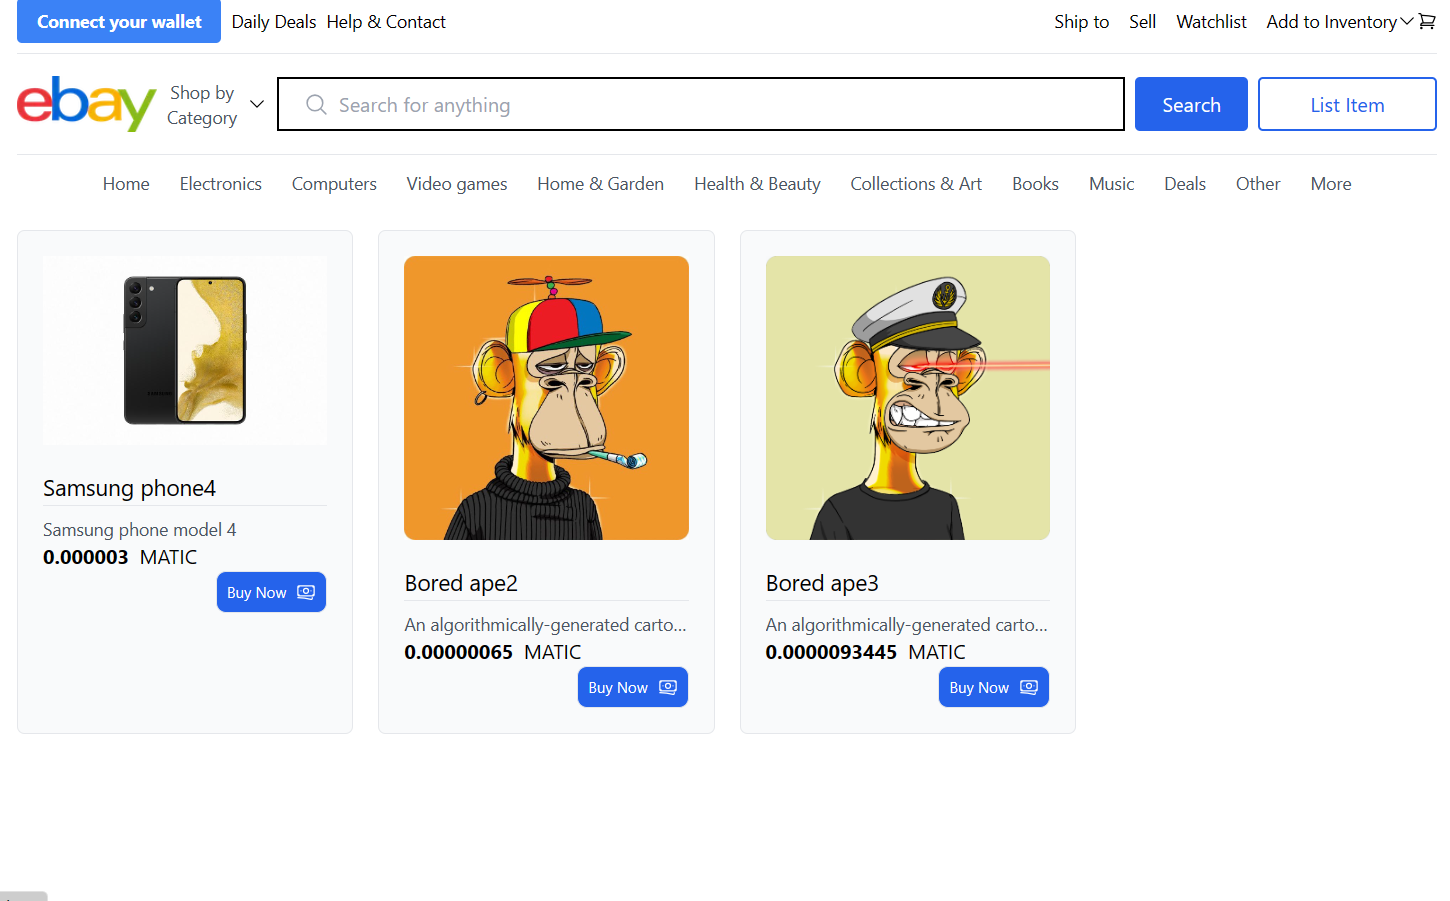 Connect your wallet Daily Deals Help & Contact Ship to Sell Watchlist Add to Inventory
ebay
Shop by
Category
Search for anything
Search
List Item
Home Electronics Computers Video games Home & Garden Health & Beauty Collections & Art Books Music Deals Other More
Samsung phone4
Samsung phone model 4
0.000003 MATIC
Buy Now
Bored ape2
An algorithmically-generated carto...
0.00000065 MATIC
Buy Now
Bored ape3
An algorithmically-generated carto...
0.0000093445 MATIC
Buy Now